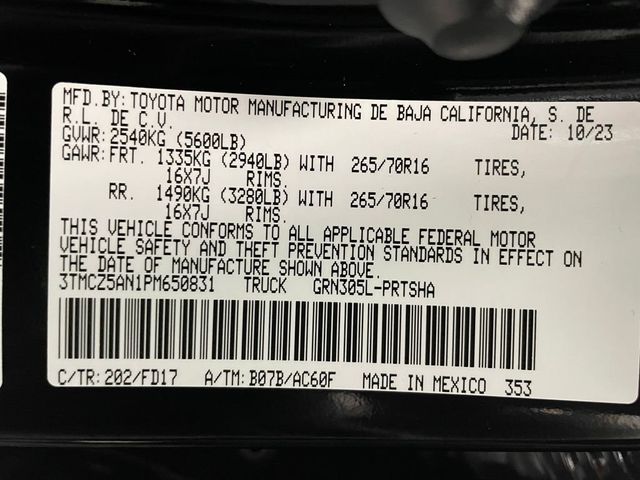 MFD.BY: TOYOTA MOTOR MANUFACTURING DE BAJA CALIFORNIA, S. DE
R.L. DE C.V. DATE: 10/23
GVWR: 2540KG (5600LB)
GAWR: FRT. 1335KG (2940LB) WITH 265/70R16 TIRES,
16X7J RIMS.
RR. 1490KG (3280LB) WITH 265/70R16 TIRES,
16X7J RIMS.
THIS VEHICLE CONFORMS TO ALL APPLICABLE FEDERAL MOTOR
VEHICLE SAFETY AND THEFT PREVENTION STANDARDS IN EFFECT ON
THE DATE OF MANUFACTURE SHOWN ABOVE.
3TMCZ5AN1PM650831 TRUCK GRN305L-PRTSHA
C/TR: 202/FD17 A/TM: B07B/AC60F MADE IN MEXICO 353